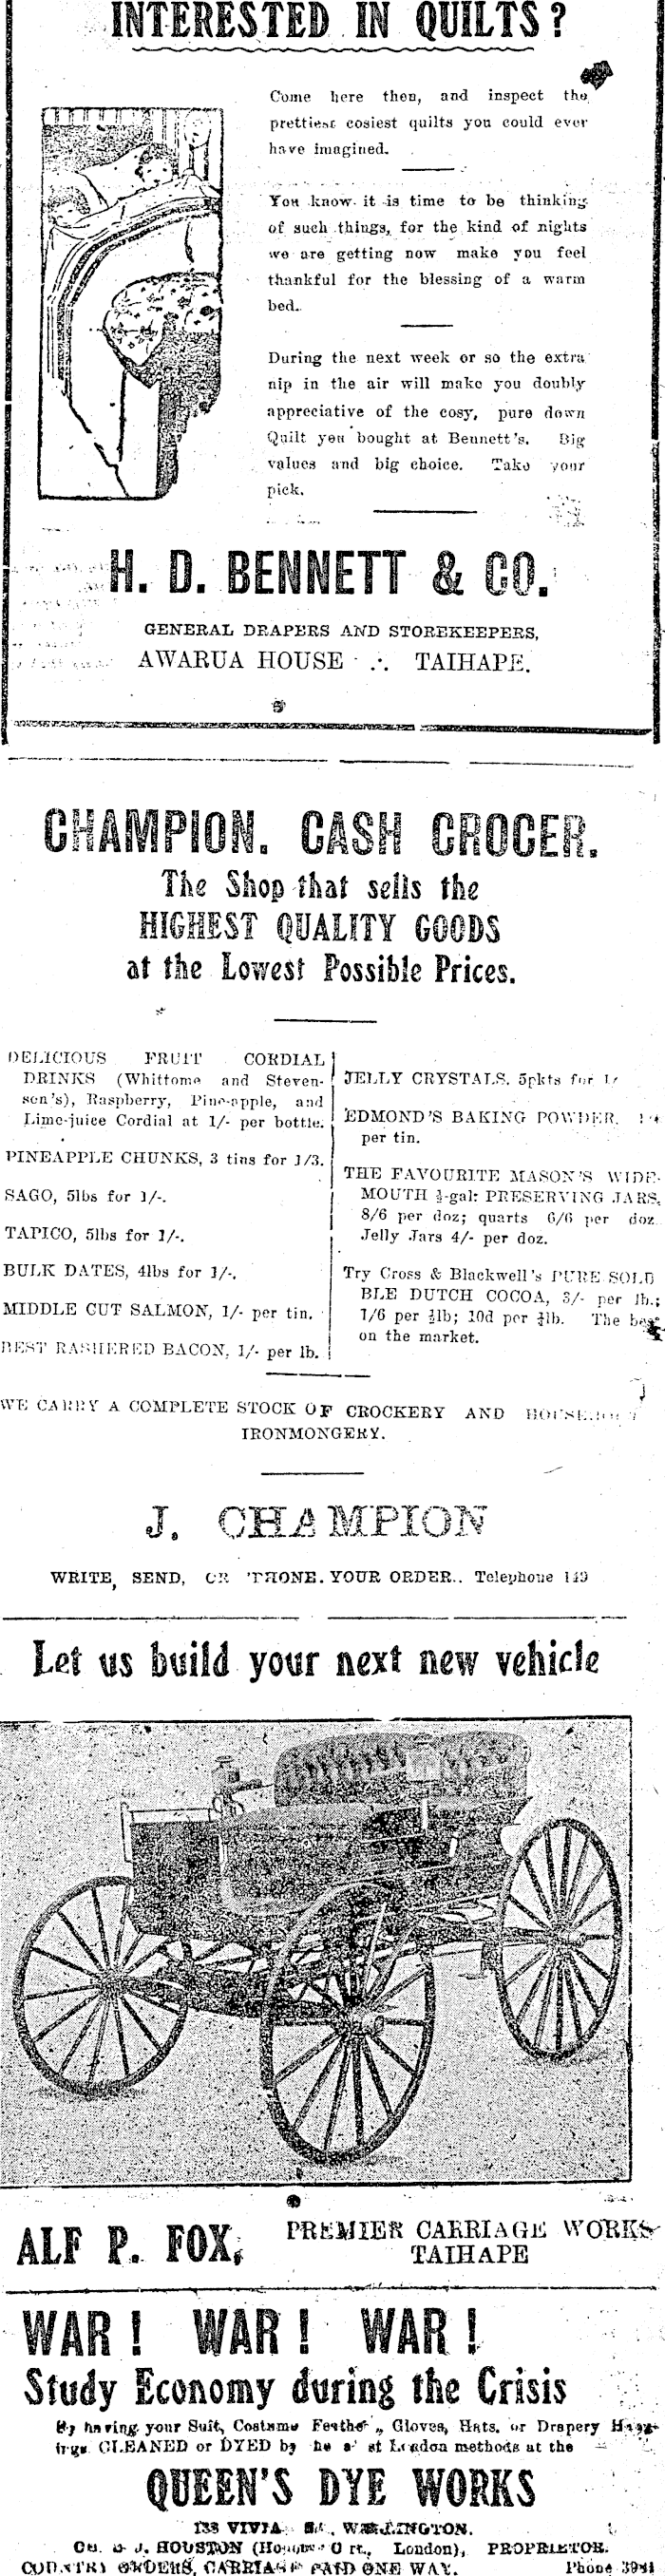 INTERESTED IN QUILTS?
Come here then, and inspect the
prettiest cosiest quilts you could ever
have imagined.
You know it is time to be thinking
of such things, for the kind of nights
we are getting now make you feel
thankful for the blessing of a warm
bed.
During the next week or so the extra
nip in the air will make you doubly
appreciative of the cosy, pure down
Quilt you bought at Bennett's. Big
values and big choice. Take your
pick.
H. D. BENNETT & CO.
GENERAL DRAPERS AND STOREKEEPERS,
AWARUA HOUSE ∴ TAIHAPE.
CHAMPION. CASH GROCER.
The Shop that sells the
HIGHEST QUALITY GOODS
at the Lowest Possible Prices.
DELICIOUS FRUIT CORDIAL
DRINKS (Whittome and Steven-
son's), Raspberry, Pine-apple, and
Lime-juice Cordial at 1/- per bottle.
PINEAPPLE CHUNKS, 3 tins for 1/3.
SAGO, 5lbs for 1/-.
TAPICO, 5lbs for 1/-.
BULK DATES, 4lbs for 1/-.
MIDDLE CUT SALMON, 1/- per tin.
BEST RASHERED BACON, 1/- per lb.
JELLY CRYSTALS. 5pkts for
EDMOND'S BAKING POWDER.
per tin.
THE FAVOURITE MASON'S WIDE-
MOUTH ½-gal: PRESERVING JARS,
8/6 per doz; quarts 6/6 per doz.
Jelly Jars 4/- per doz.
Try Cross & Blackwell's PURE SOLU
BLE DUTCH COCOA, 3/- per lb.;
1/6 per ½lb; 10d per ¼lb. The best
on the market.
WE CARRY A COMPLETE STOCK OF CROCKERY AND HOUSEHOLD
IRONMONGERY.
J. CHAMPION
WRITE, SEND, OR 'PHONE. YOUR ORDER.. Telephone
Let us build your next new vehicle
ALF P. FOX, PREMIER CARRIAGE WORKS
TAIHAPE
WAR! WAR! WAR!
Study Economy during the Crisis
By having your Suit, Costume Gloves, Hats. or Drapery
CLEANED or DYED by London methods at the
QUEEN'S DYE WORKS
WELLINGTON.
J. HOUSTON London), PROPRIETOR.
COUNTRY ORDERS, CARRIAGE PAID ONE WAY. Phone